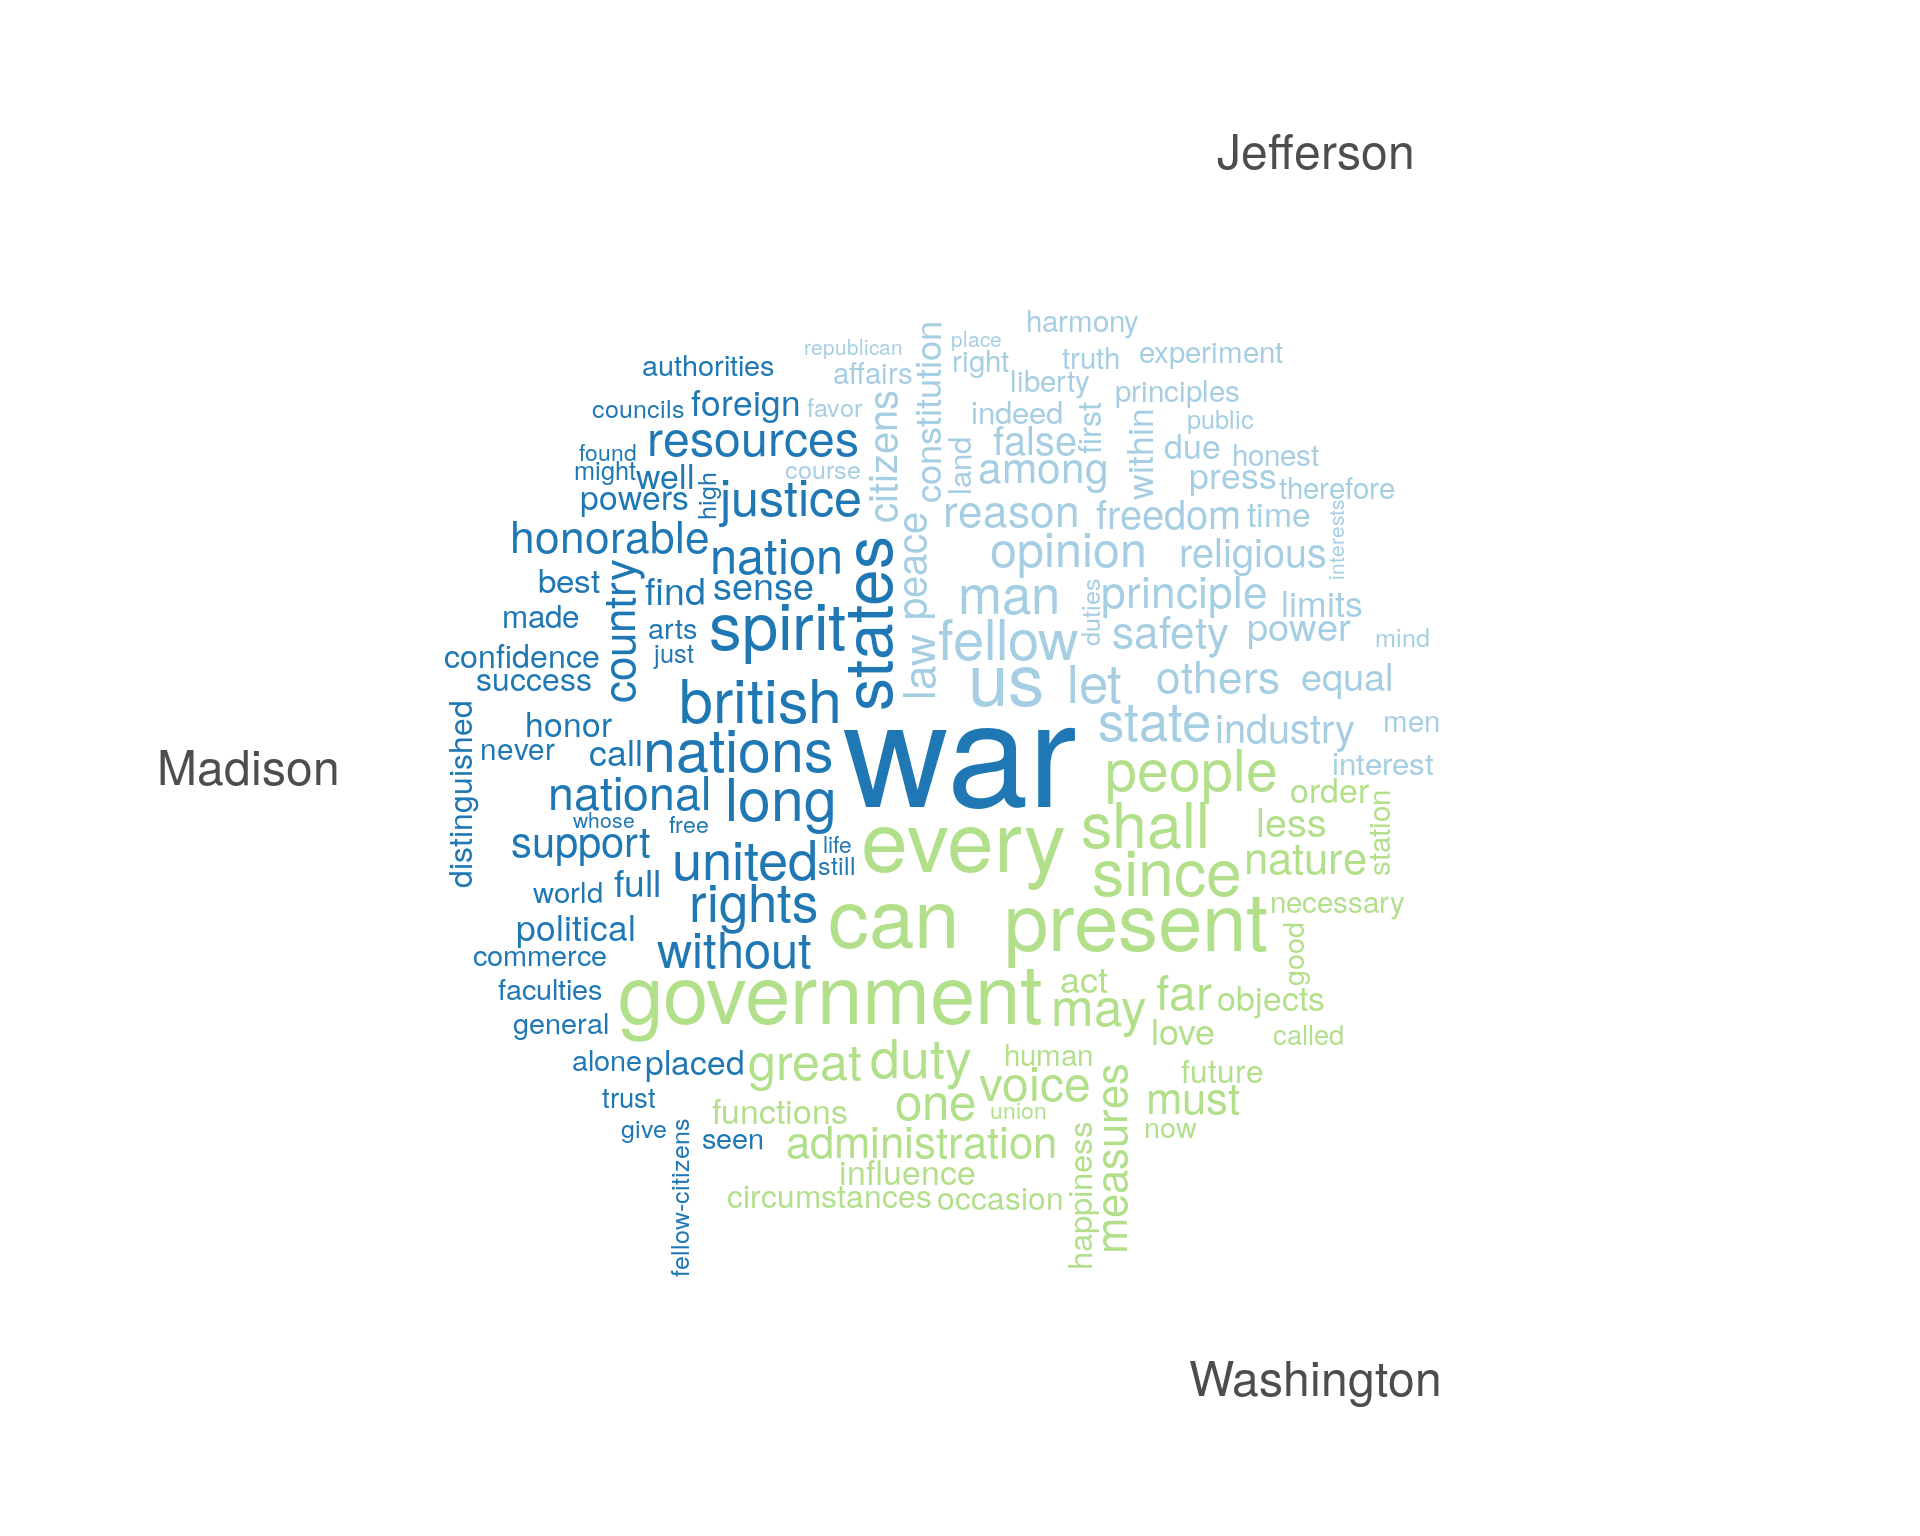 Jefferson
harmony
republican
place
authorities
affairs
right
truth
experiment
constitution
liberty
principles
councils
foreign
favor
citizens
indeed
first
public
resources
false
within
due
honest
found
might
well
course
land
among
press
therefore
powers
high
justice
reason
freedom
time
interests
honorable
nation
states
peace
opinion
religious
best
country
find
sense
man
duties
principle
limits
made
arts
spirit
law
fellow
safety
power
mind
confidence
just
success
british
us
let
others
equal
distinguished
honor
state
industry
men
never
call
nations
war
people
interest
Madison
national
long
order
whose
free
shall
less
station
support
united
life
still
every
since
nature
world
full
rights
can
present
necessary
political
without
good
commerce
faculties
government
act
may
far
objects
general
love
called
alone
placed
great
duty
human
voice
measures
future
trust
functions
one
union
must
give
fellow-citizens
seen
administration
happiness
now
influence
circumstances
occasion
Washington